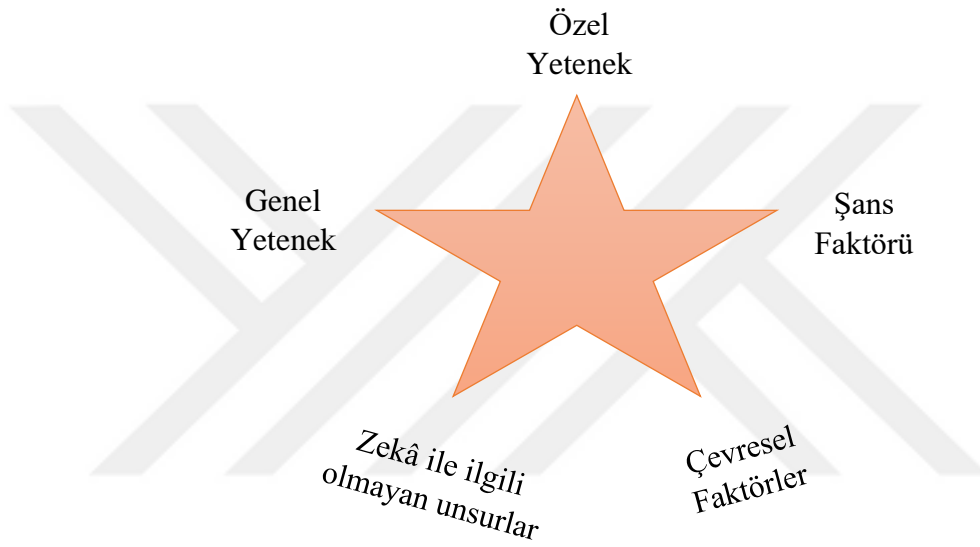 Özel
Yetenek
Genel
Yetenek
Şans
Faktörü
Zekâ ile ilgili
olmayan unsurlar
Çevresel
Faktörler